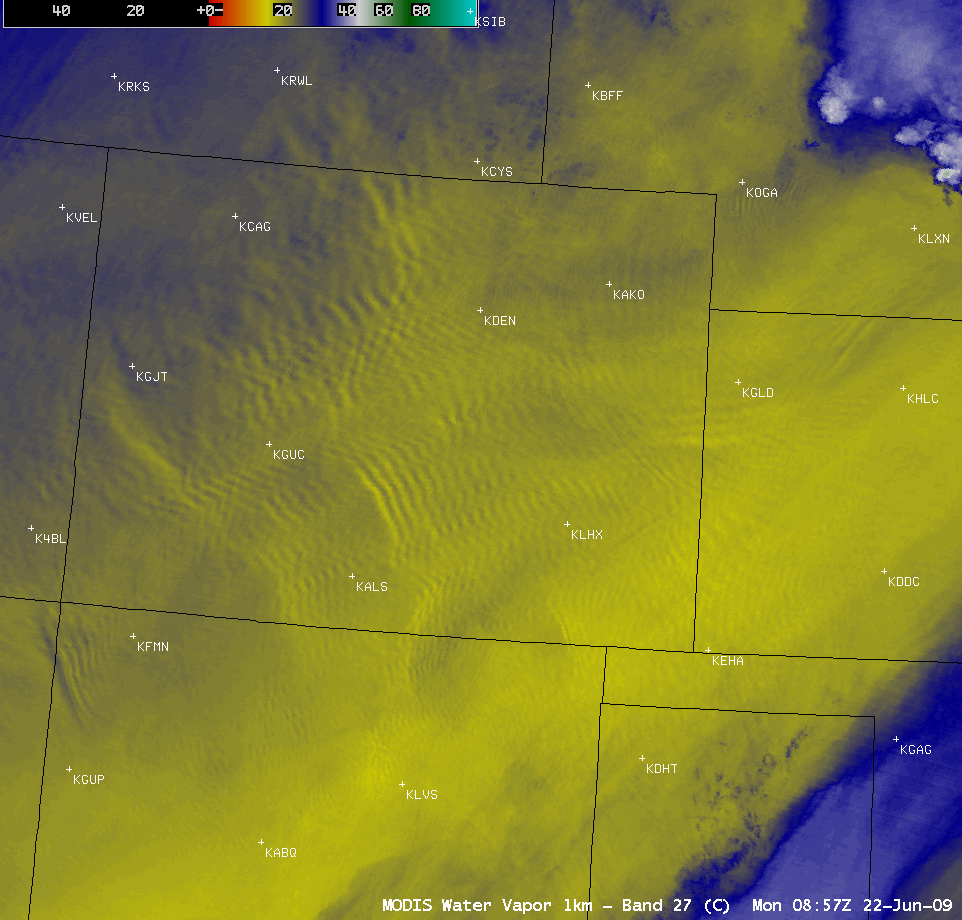 40 20 +0- 20 40 60 80
KSIB
KRKS
KRWL
KBFF
KCYS
KOGA
KVEL
KCAG
KLXN
KAKO
KDEN
KGJT
KGLD
KHLC
KGUC
KLHX
K4BL
KALS
KDDC
KFMN
KEHA
KGAG
KDHT
KGUP
KLVS
KABQ
MODIS Water Vapor 1km – Band 27 (C) Mon 08:57Z 22-Jun-09